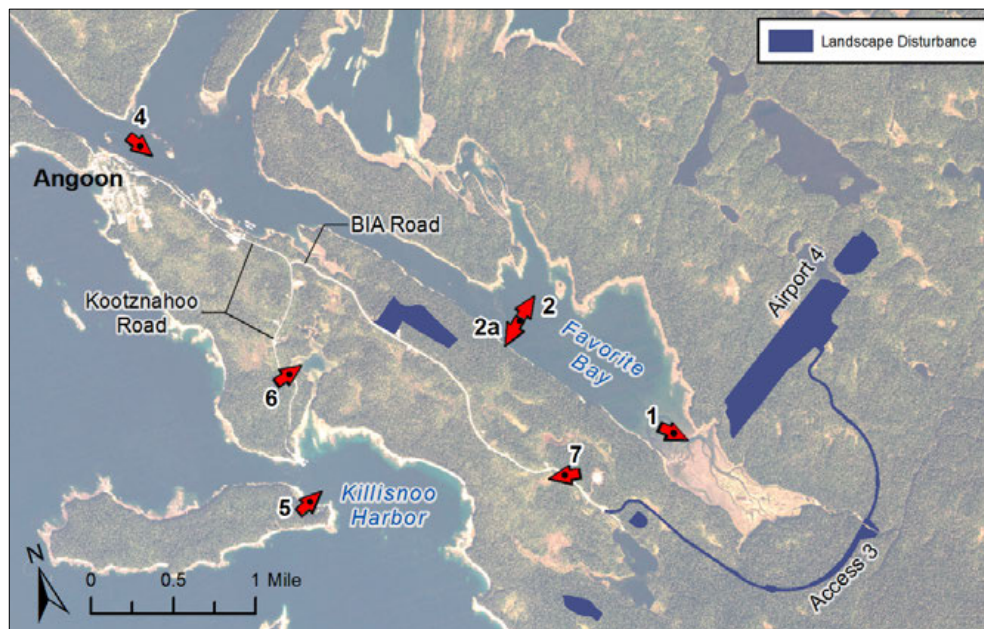 Landscape Disturbance
4
Angoon
BIA Road
Kootznahoo
Road
Airport 4
2
2a
Favorite
Bay
6
1
7
5
Killisnoo
Harbor
N
0 0.5 1 Mile
Access 3